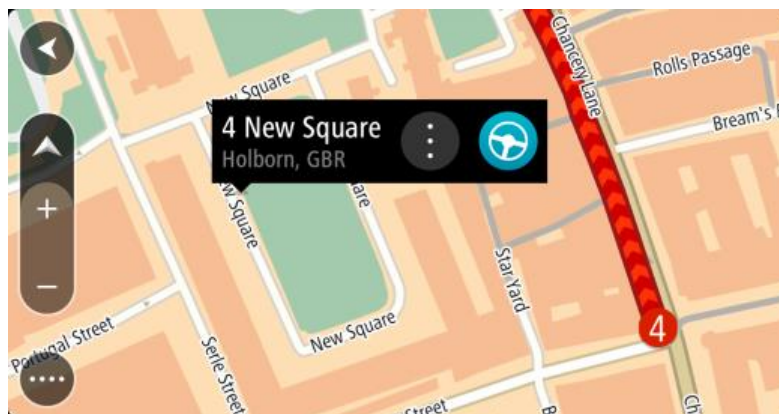 Chancery Lane
Rolls Passage
Bream's
New Square
4 New Square
Holborn, GBR
Square
Star Yard
New Square
Portugal Street
Serle Street
4
Street